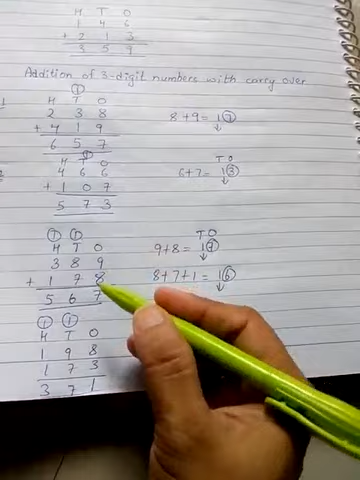 H T O
1 4 6
+ 2 1 3
3 5 9
Addition of 3-digit numbers with carry over
1
H T O
2 3 8
+ 4 1 9
6 5 7
8+9 = 17
1
H T O
4 6 6
+ 1 0 7
5 7 3
T O
6+7 = 13
1 1
H T O
3 8 9
+ 1 7 8
5 6 7
T O
9+8 = 17
8+7+1 = 16
1 1
H T O
1 9 8
1 7 3
3 7 1